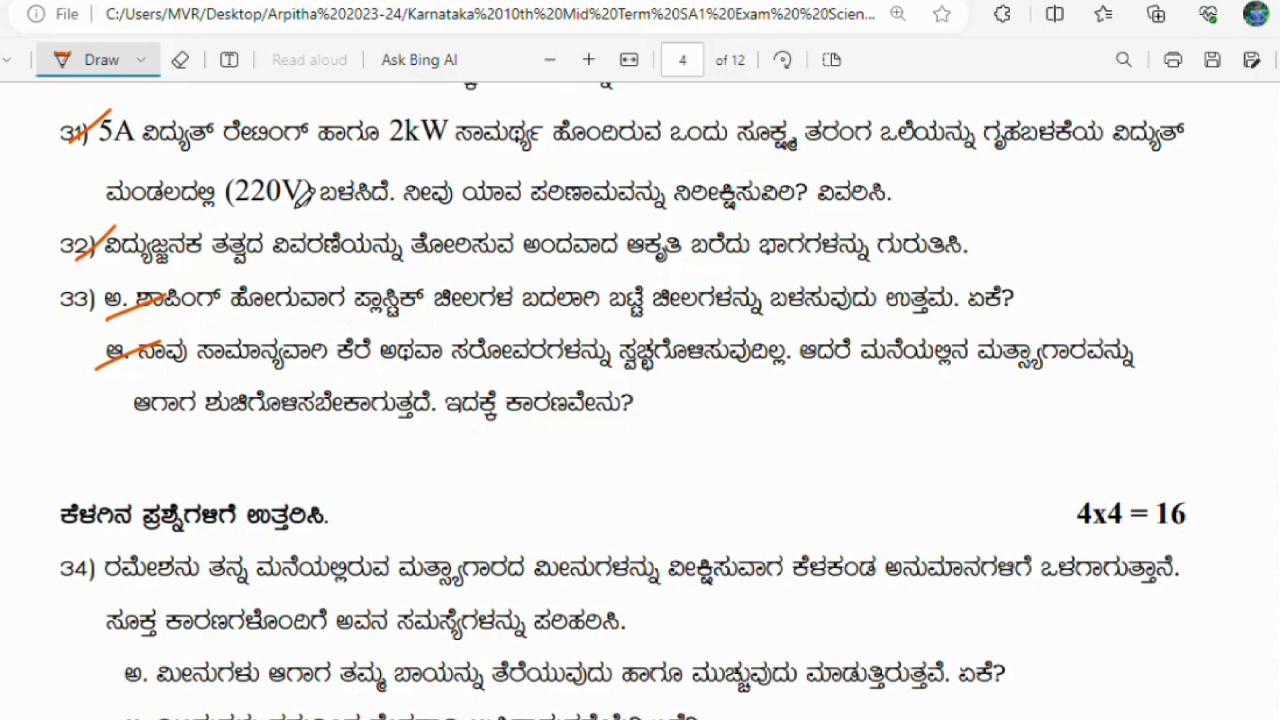 File C:/Users/MVR/Desktop/Arpitha%202023-24/Karnataka%2010th%20Mid%20Term%20SA1%20Exam%20%20Scien...
Draw Read aloud Ask Bing AI 4 of 12
31) 5A ವಿದ್ಯುತ್ ರೇಟಿಂಗ್ ಹಾಗೂ 2kW ಸಾಮರ್ಥ್ಯ ಹೊಂದಿರುವ ಒಂದು ಸೂಕ್ಷ್ಮ ತರಂಗ ಒಲೆಯನ್ನು ಗೃಹಬಳಕೆಯ ವಿದ್ಯುತ್
ಮಂಡಲದಲ್ಲಿ (220V) ಬಳಸಿದೆ. ನೀವು ಯಾವ ಪರಿಣಾಮವನ್ನು ನಿರೀಕ್ಷಿಸುವಿರಿ? ವಿವರಿಸಿ.
32) ವಿದ್ಯುಜ್ಜನಕ ತತ್ವದ ವಿವರಣೆಯನ್ನು ತೋರಿಸುವ ಅಂದವಾದ ಆಕೃತಿ ಬರೆದು ಭಾಗಗಳನ್ನು ಗುರುತಿಸಿ.
33) ಅ. ಶಾಪಿಂಗ್ ಹೋಗುವಾಗ ಪ್ಲಾಸ್ಟಿಕ್ ಚೀಲಗಳ ಬದಲಾಗಿ ಬಟ್ಟೆ ಚೀಲಗಳನ್ನು ಬಳಸುವುದು ಉತ್ತಮ. ಏಕೆ?
ಆ. ನಾವು ಸಾಮಾನ್ಯವಾಗಿ ಕೆರೆ ಅಥವಾ ಸರೋವರಗಳನ್ನು ಸ್ವಚ್ಛಗೊಳಿಸುವುದಿಲ್ಲ. ಆದರೆ ಮನೆಯಲ್ಲಿನ ಮತ್ಸ್ಯಾಗಾರವನ್ನು
ಆಗಾಗ ಶುಚಿಗೊಳಿಸಬೇಕಾಗುತ್ತದೆ. ಇದಕ್ಕೆ ಕಾರಣವೇನು?
ಕೆಳಗಿನ ಪ್ರಶ್ನೆಗಳಿಗೆ ಉತ್ತರಿಸಿ. 4x4 = 16
34) ರಮೇಶನು ತನ್ನ ಮನೆಯಲ್ಲಿರುವ ಮತ್ಸ್ಯಾಗಾರದ ಮೀನುಗಳನ್ನು ವೀಕ್ಷಿಸುವಾಗ ಕೆಳಕಂಡ ಅನುಮಾನಗಳಿಗೆ ಒಳಗಾಗುತ್ತಾನೆ.
ಸೂಕ್ತ ಕಾರಣಗಳೊಂದಿಗೆ ಅವನ ಸಮಸ್ಯೆಗಳನ್ನು ಪರಿಹರಿಸಿ.
ಅ. ಮೀನುಗಳು ಆಗಾಗ ತಮ್ಮ ಬಾಯನ್ನು ತೆರೆಯುವುದು ಹಾಗೂ ಮುಚ್ಚುವುದು ಮಾಡುತ್ತಿರುತ್ತವೆ. ಏಕೆ?